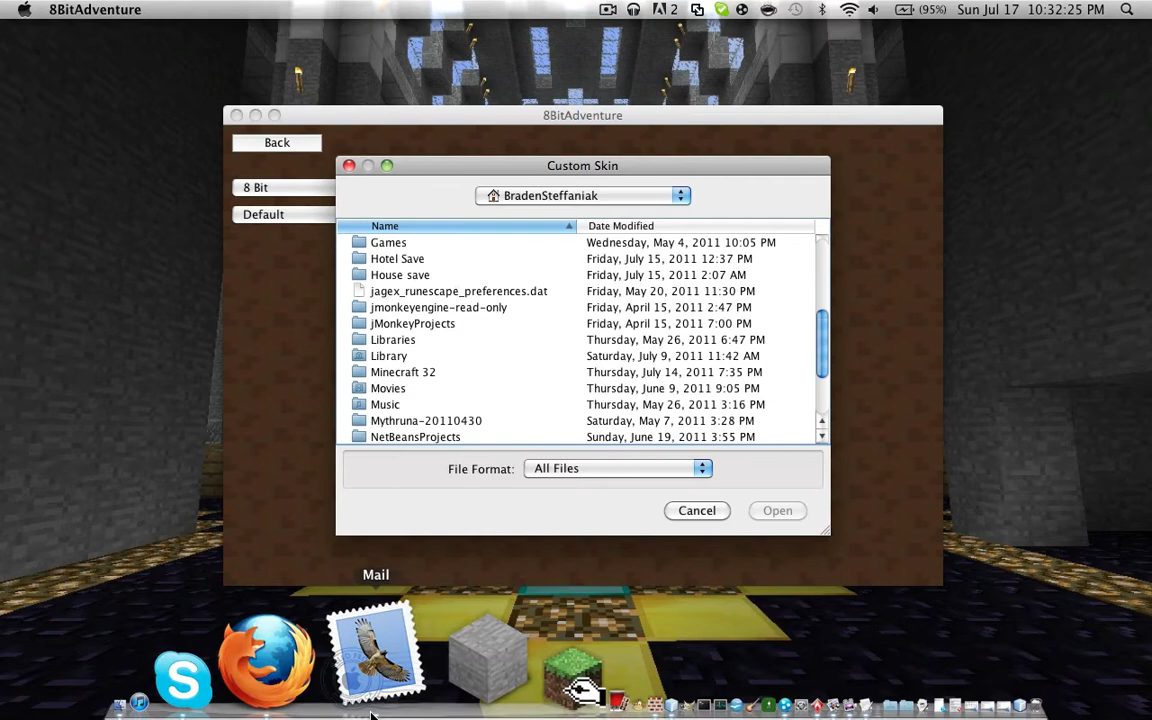 8BitAdventure
2
(95%)
Sun Jul 17 10:32:25 PM
8BitAdventure
Back
8 Bit
Default
Custom Skin
BradenSteffaniak
Name Date Modified
Games Wednesday, May 4, 2011 10:05 PM
Hotel Save Friday, July 15, 2011 12:37 PM
House save Friday, July 15, 2011 2:07 AM
jagex_runescape_preferences.dat Friday, May 20, 2011 11:30 PM
jmonkeyengine-read-only Friday, April 15, 2011 2:47 PM
jMonkeyProjects Friday, April 15, 2011 7:00 PM
Libraries Thursday, May 26, 2011 6:47 PM
Library Saturday, July 9, 2011 11:42 AM
Minecraft 32 Thursday, July 14, 2011 7:35 PM
Movies Thursday, June 9, 2011 9:05 PM
Music Thursday, May 26, 2011 3:16 PM
Mythruna-20110430 Saturday, May 7, 2011 3:28 PM
NetBeansProjects Sunday, June 19, 2011 3:55 PM
File Format: All Files
Cancel Open
Mail